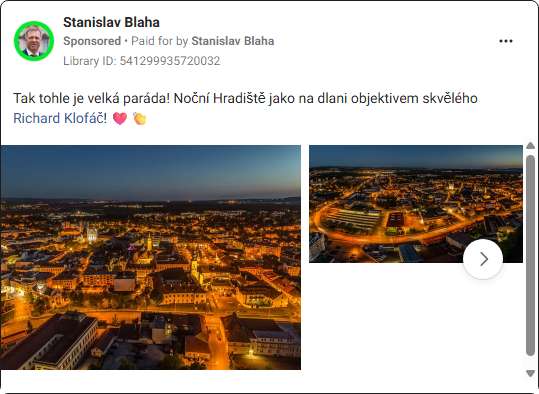 Stanislav Blaha
Sponsored • Paid for by Stanislav Blaha
Library ID: 541299935720032
Tak tohle je velká paráda! Noční Hradiště jako na dlani objektivem skvělého
Richard Klofáč! 💓 👏